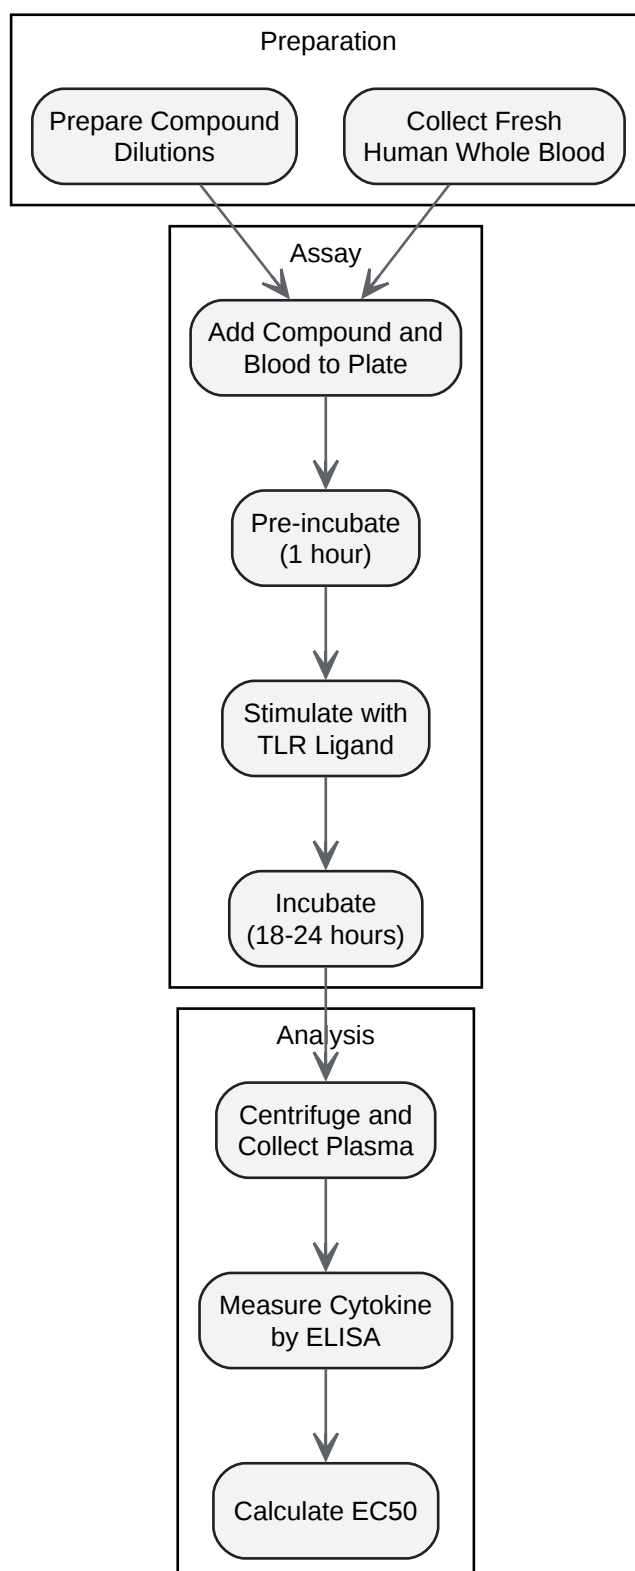 Preparation
Prepare Compound
Dilutions
Collect Fresh
Human Whole Blood
Assay
Add Compound and
Blood to Plate
Pre-incubate
(1 hour)
Stimulate with
TLR Ligand
Incubate
(18-24 hours)
Analysis
Centrifuge and
Collect Plasma
Measure Cytokine
by ELISA
Calculate EC50